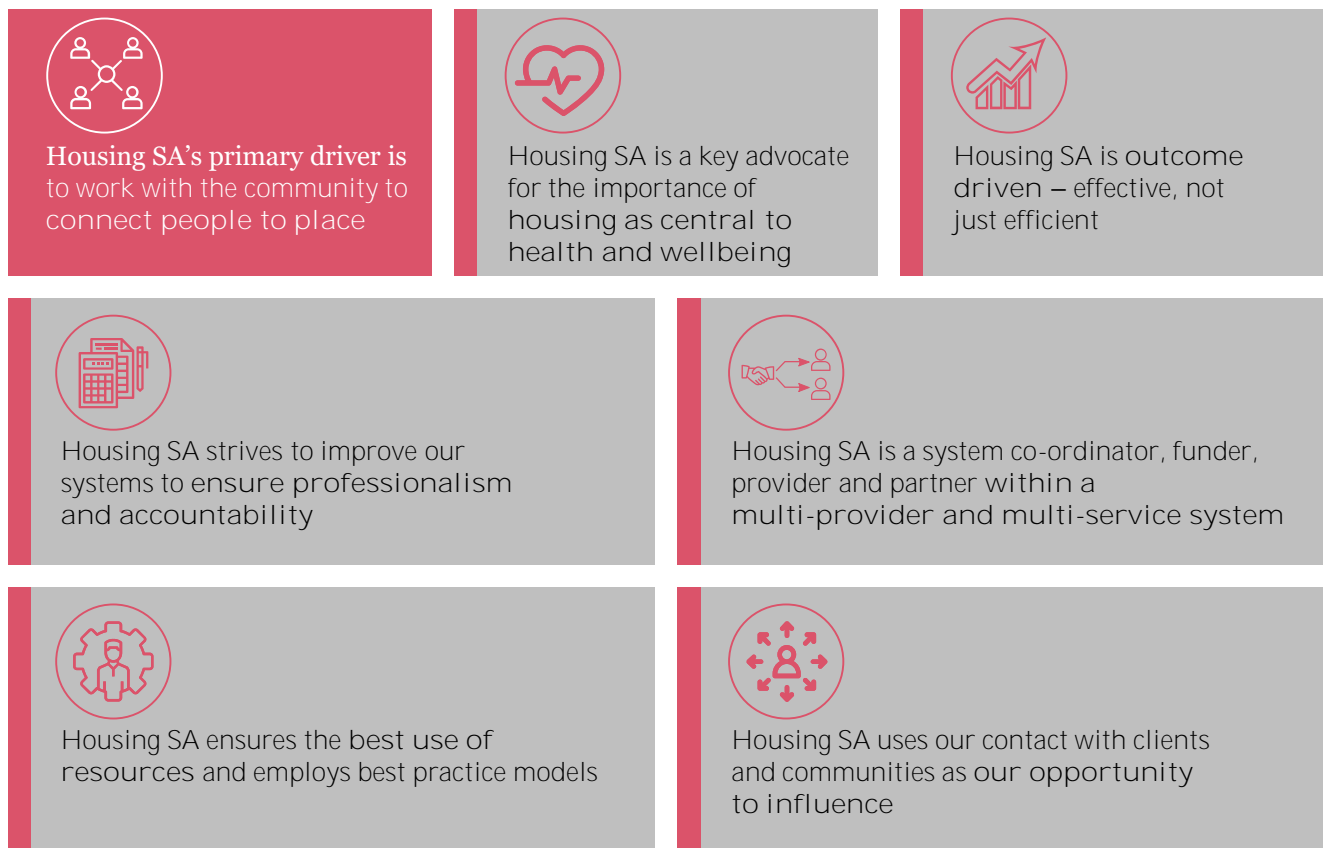 Housing SA’s primary driver is
to work with the community to
connect people to place
Housing SA is a key advocate
for the importance of
housing as central to
health and wellbeing
Housing SA is outcome
driven – effective, not
just efficient
Housing SA strives to improve our
systems to ensure professionalism
and accountability
Housing SA is a system co-ordinator, funder,
provider and partner within a
multi-provider and multi-service system
Housing SA ensures the best use of
resources and employs best practice models
Housing SA uses our contact with clients
and communities as our opportunity
to influence